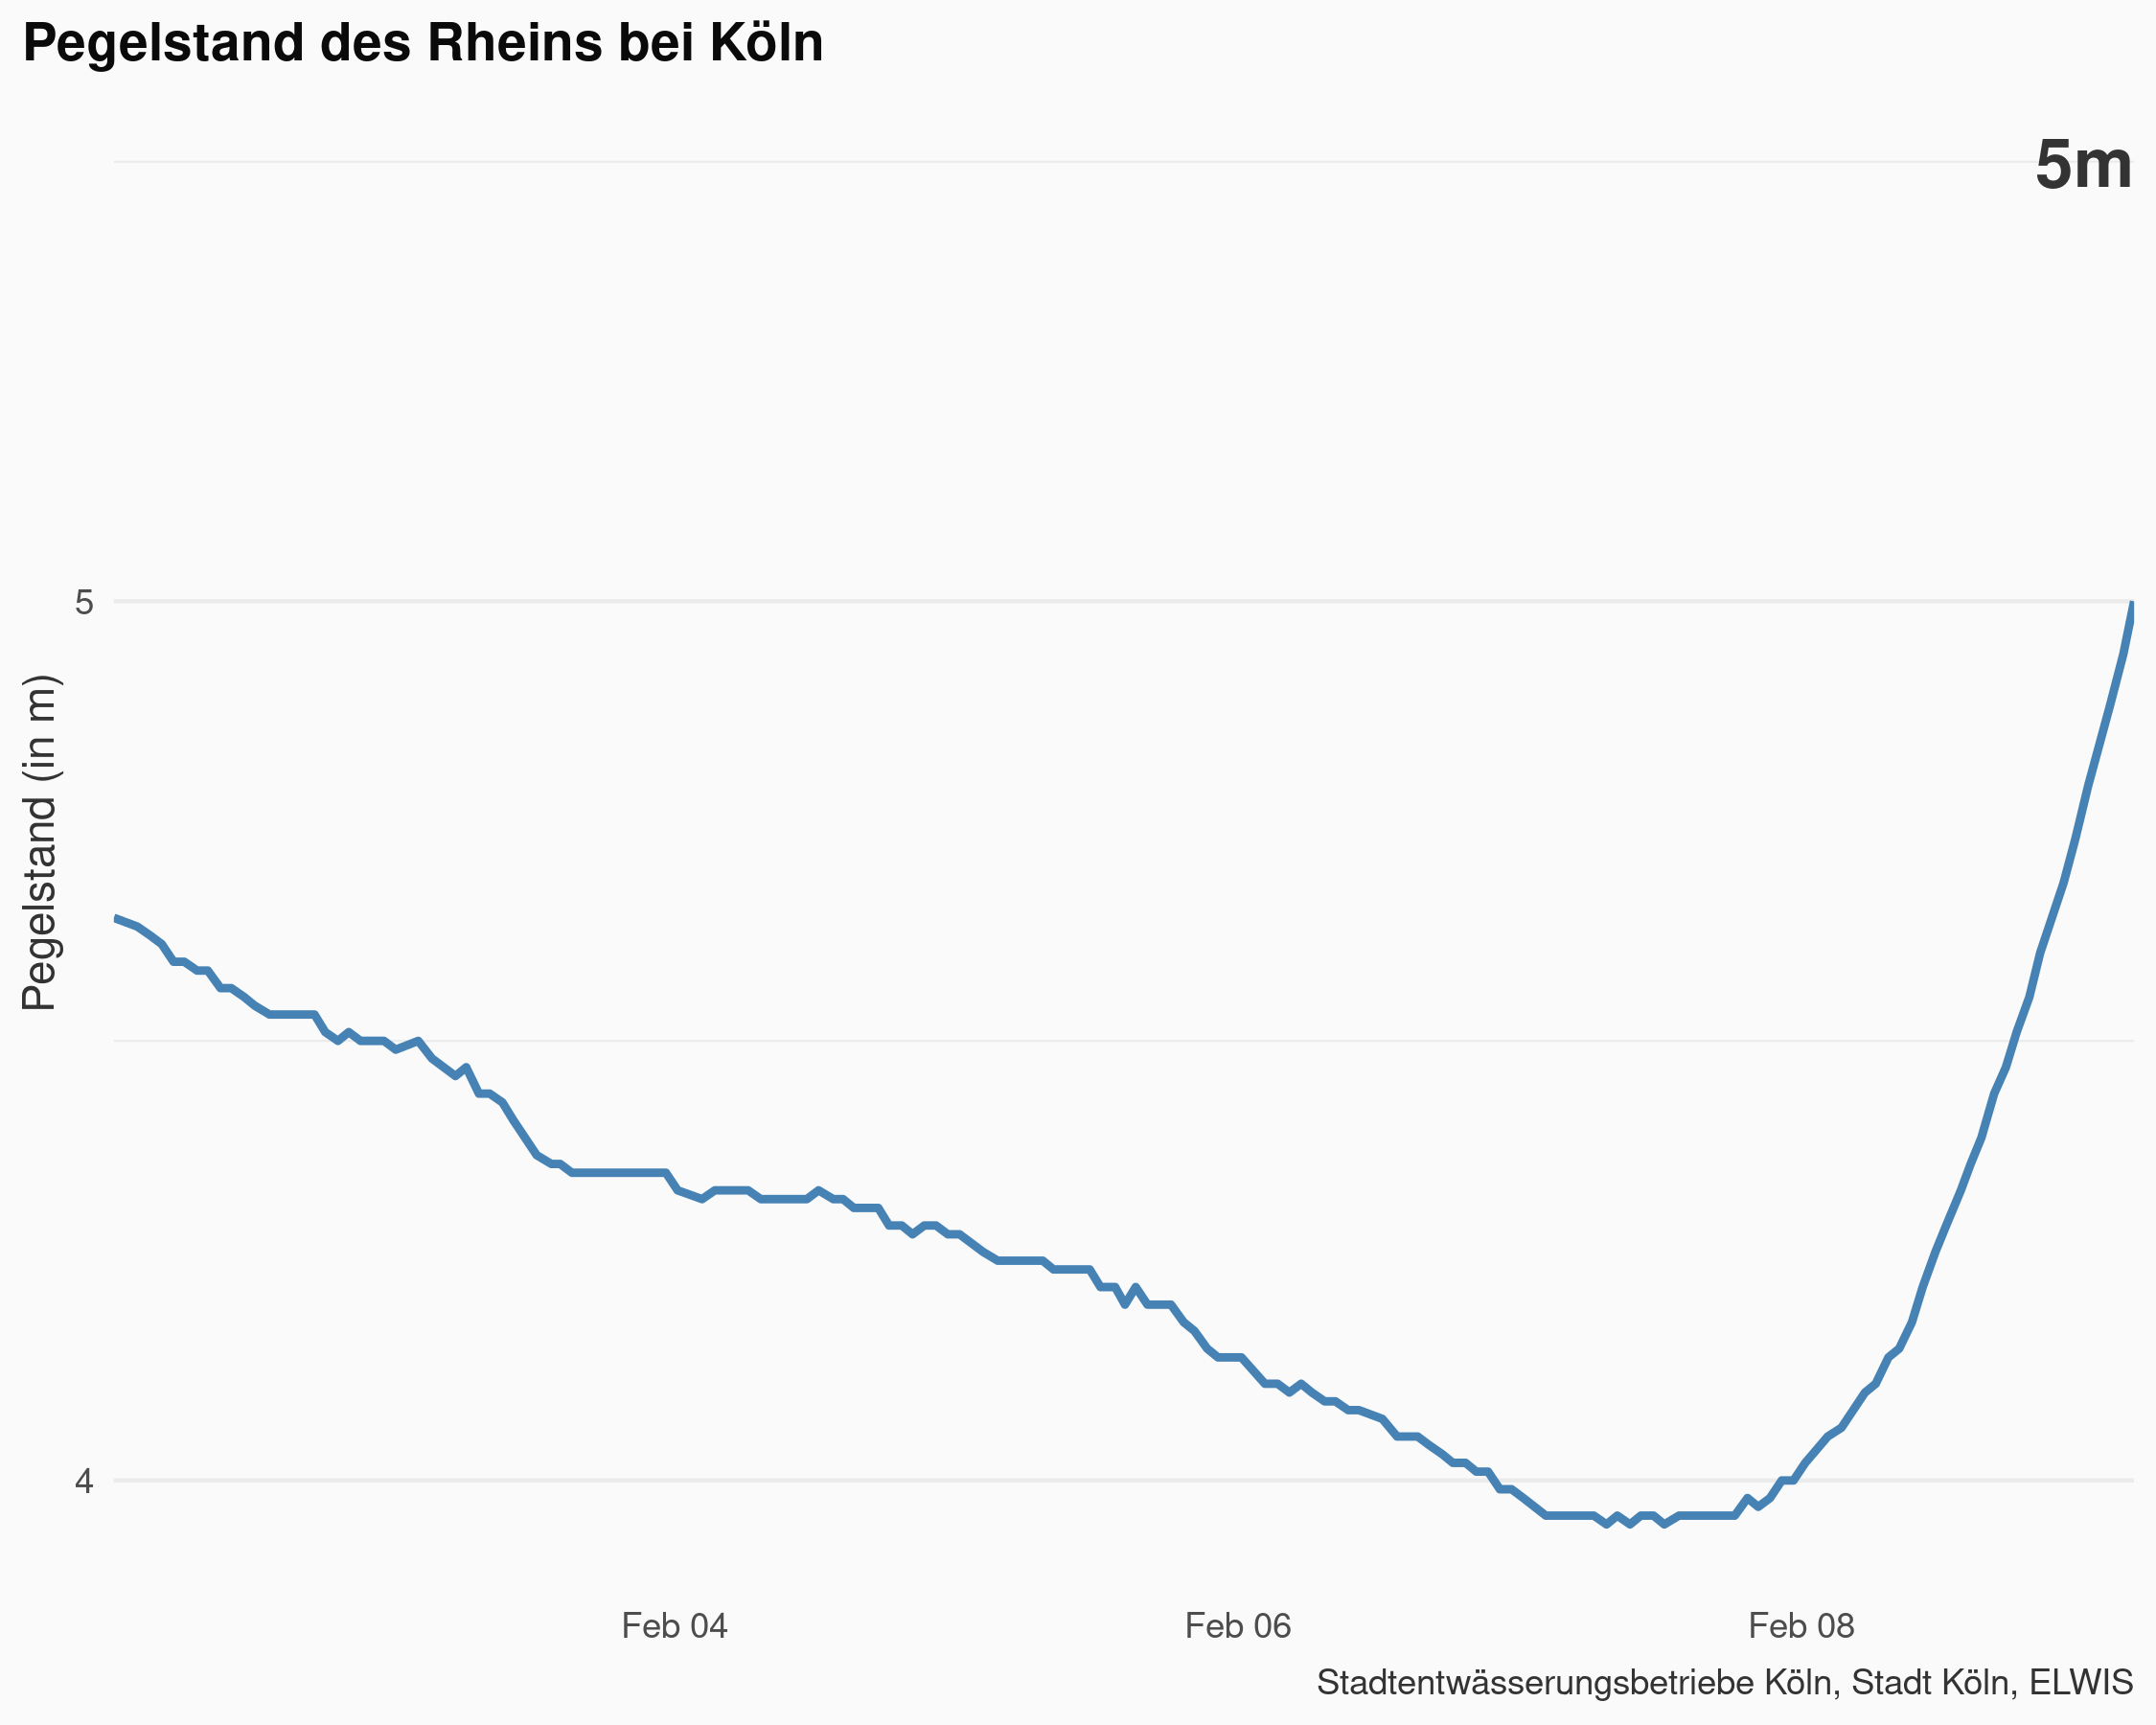 Pegelstand des Rheins bei Köln
5m
5
Pegelstand (in m)
4
Feb 04
Feb 06
Feb 08
Stadtentwässerungsbetriebe Köln, Stadt Köln, ELWIS